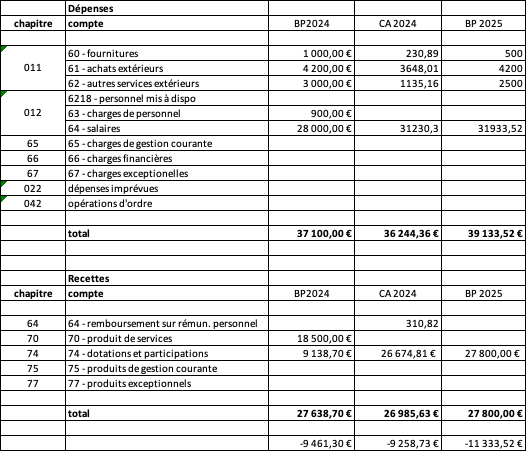 Dépenses
chapitre compte BP2024 CA 2024 BP 2025
60 - fournitures 1 000,00 € 230,89 500
011 61 - achats extérieurs 4 200,00 € 3648,01 4200
62 - autres services extérieurs 3 000,00 € 1135,16 2500
6218 - personnel mis à dispo
012 63 - charges de personnel 900,00 €
64 - salaires 28 000,00 € 31230,3 31933,52
65 65 - charges de gestion courante
66 66 - charges financières
67 67 - charges exceptionelles
022 dépenses imprévues
042 opérations d'ordre
total 37 100,00 € 36 244,36 € 39 133,52 €
Recettes
chapitre compte BP2024 CA 2024 BP 2025
64 64 - remboursement sur rémun. personnel 310,82
70 70 - produit de services 18 500,00 €
74 74 - dotations et participations 9 138,70 € 26 674,81 € 27 800,00 €
75 75 - produits de gestion courante
77 77 - produits exceptionnels
total 27 638,70 € 26 985,63 € 27 800,00 €
-9 461,30 € -9 258,73 € -11 333,52 €